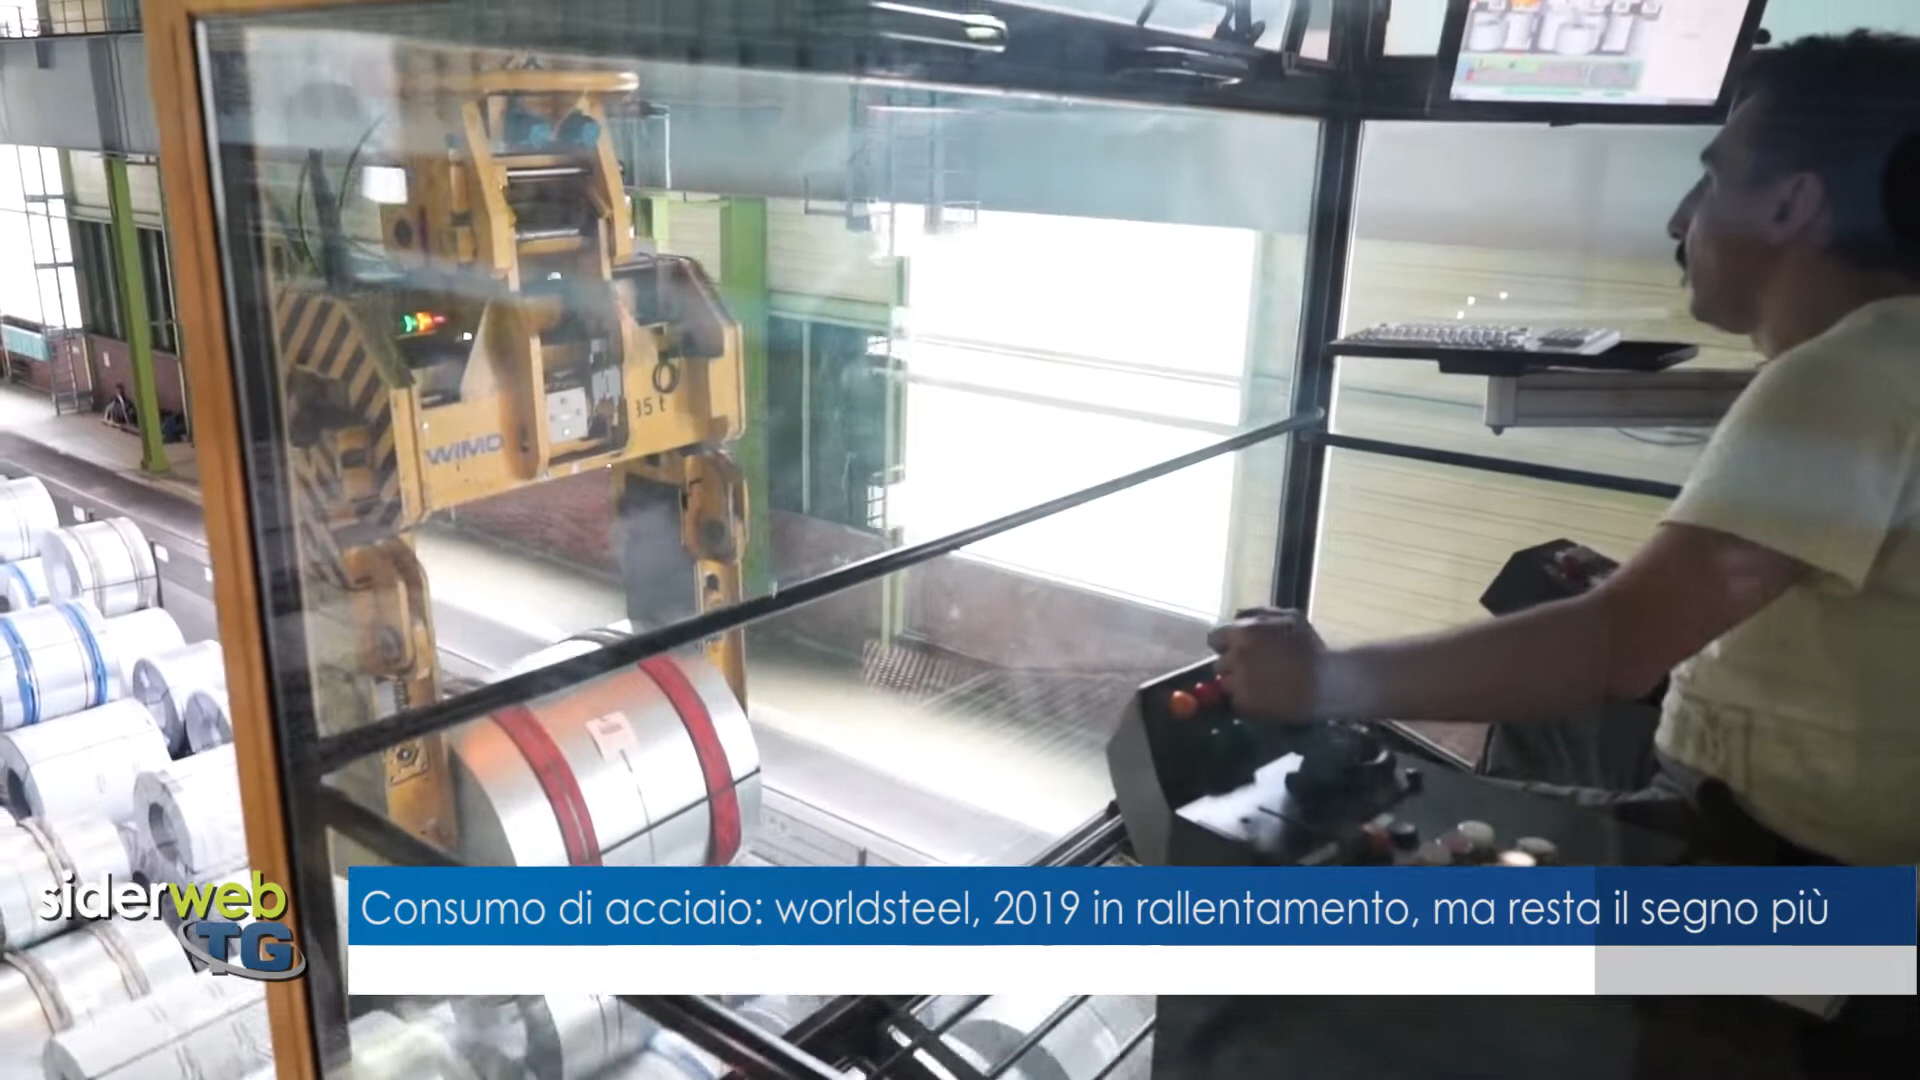 WIMO
35 t
siderweb
TG
Consumo di acciaio: worldsteel, 2019 in rallentamento, ma resta il segno più